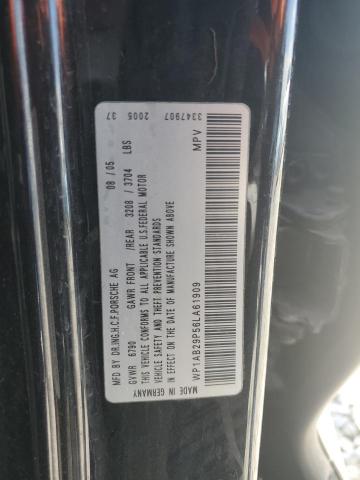 MFD. BY DR.ING.H.C.F.PORSCHE AG 08 / 05 37
GVWR 6790 GAWR FRONT /REAR 3208 / 3704 LBS 2005
THIS VEHICLE CONFORMS TO ALL APPLICABLE U.S.FEDERAL MOTOR
VEHICLE SAFETY AND THEFT PREVENTION STANDARDS
IN EFFECT ON THE DATE OF MANUFACTURE SHOWN ABOVE
MADE IN GERMANY 3347907
WP1AB29P56LA61909 MPV